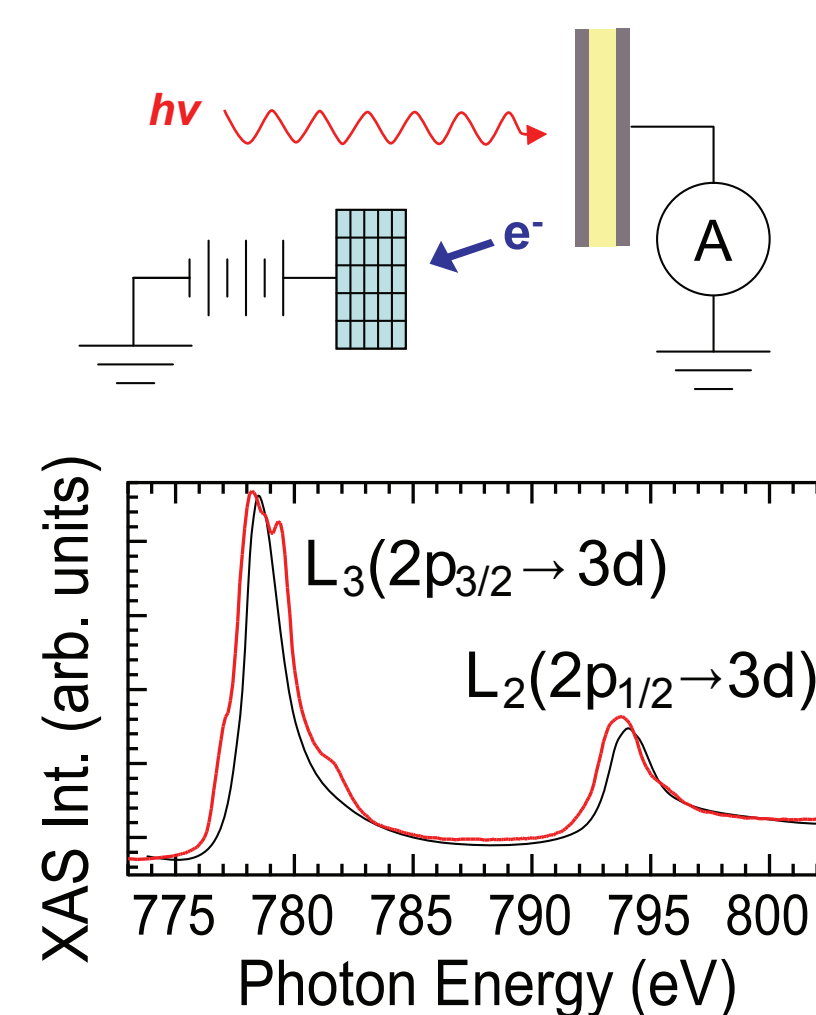 hν
e-
A
XAS Int. (arb. units)
L3(2p3/2→3d)
L2(2p1/2→3d)
775 780 785 790 795 800
Photon Energy (eV)